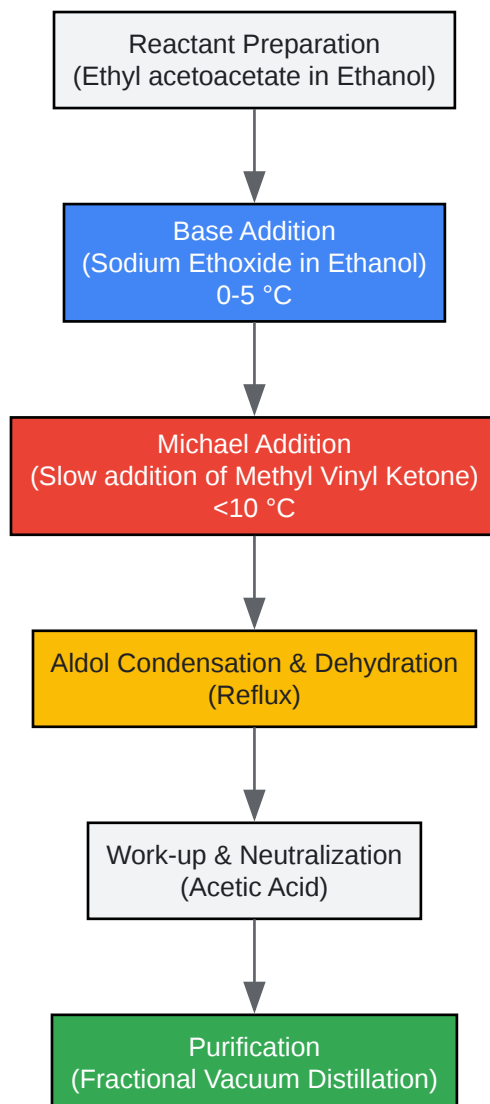 Reactant Preparation
(Ethyl acetoacetate in Ethanol)
Base Addition
(Sodium Ethoxide in Ethanol)
0-5 °C
Michael Addition
(Slow addition of Methyl Vinyl Ketone)
<10 °C
Aldol Condensation & Dehydration
(Reflux)
Work-up & Neutralization
(Acetic Acid)
Purification
(Fractional Vacuum Distillation)